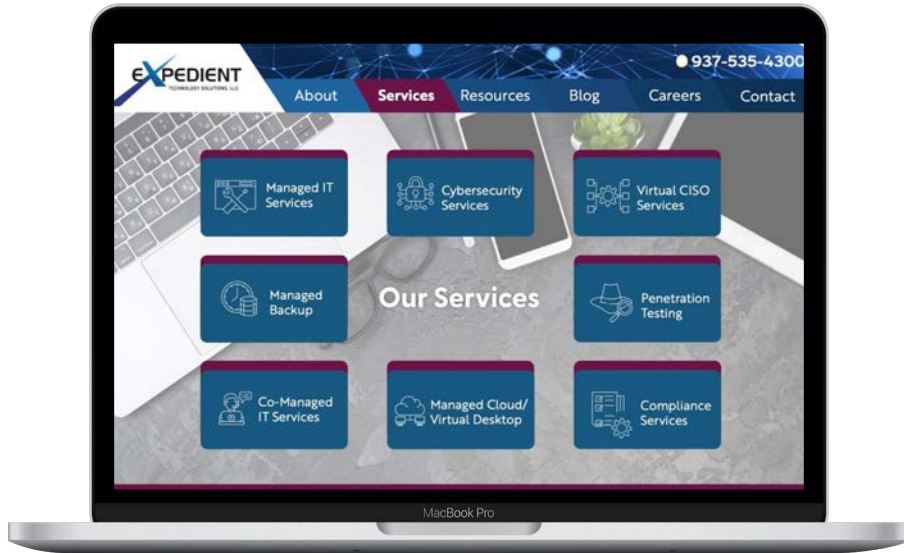 EXPEDIENT
TECHNOLOGY SOLUTIONS, LLC
937-535-4300
About
Services
Resources
Blog
Careers
Contact
Managed IT
Services
Cybersecurity
Services
Virtual CISO
Services
Managed
Backup
Our Services
Penetration
Testing
Co-Managed
IT Services
Managed Cloud/
Virtual Desktop
Compliance
Services
MacBook Pro